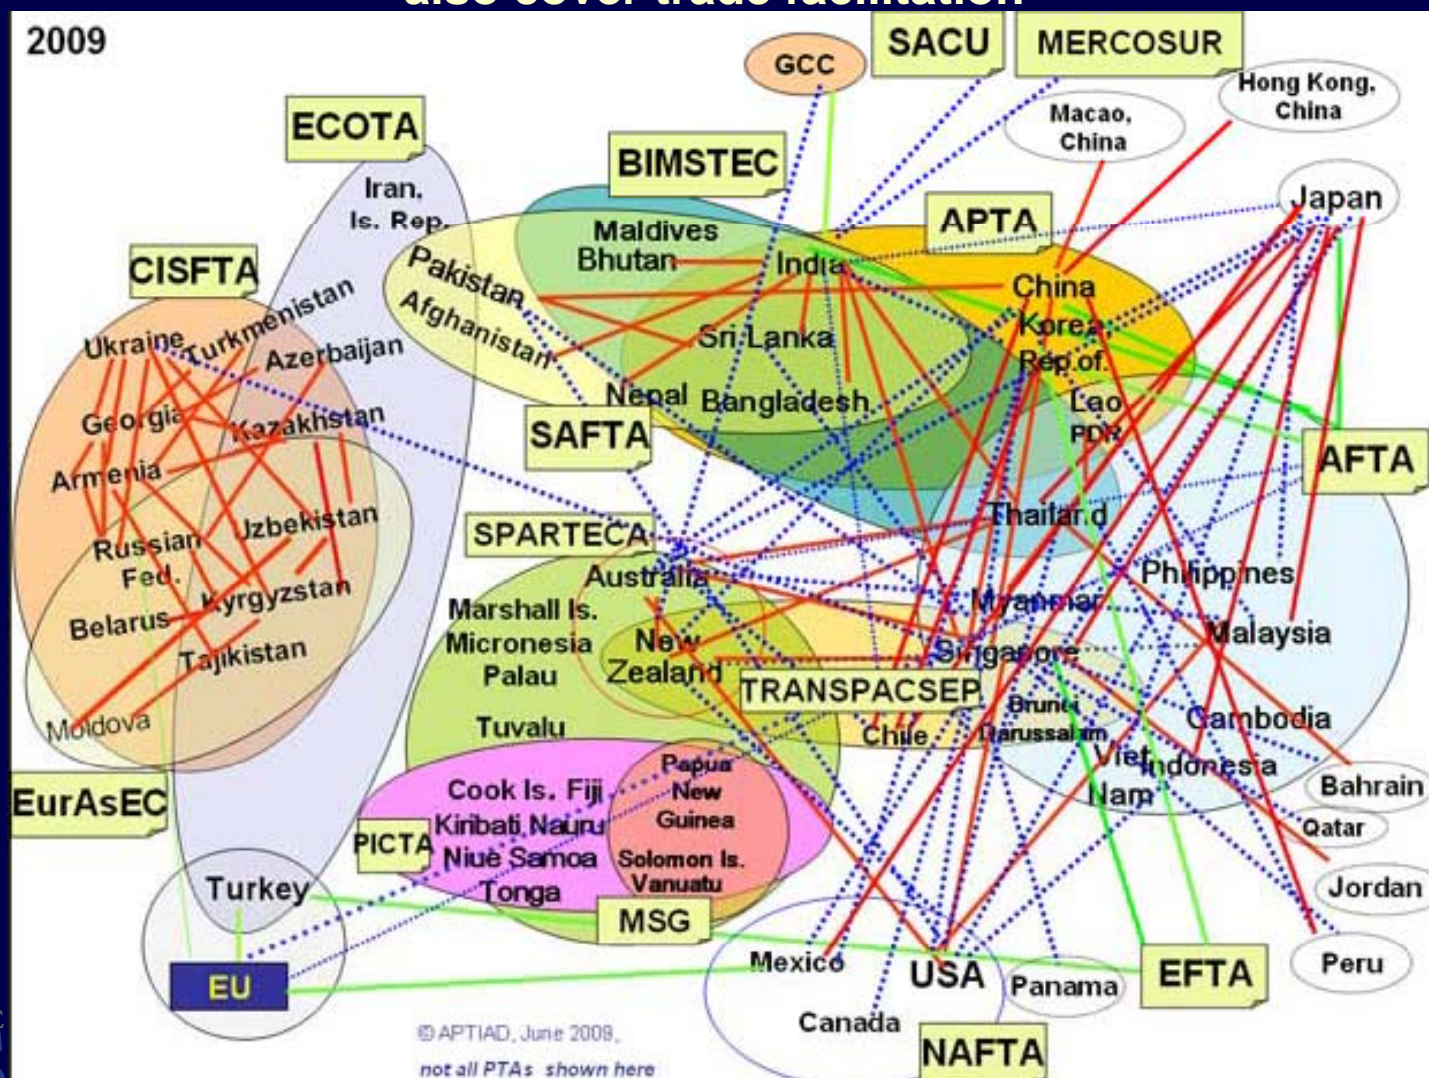 also cover trade facilitation
2009
GCC
SACU
MERCOSUR
Hong Kong,
China
Macao,
China
ECOTA
BIMSTEC
Iran,
Is. Rep.
Japan
APTA
Maldives
Bhutan
India
Pakistan
Afghanistan
China
Korea,
Rep.of.
CISFTA
Turkmenistan
Ukraine
Azerbaijan
Sri Lanka
Nepal
Bangladesh
Lao
PDR
Georgia
Kazakhstan
SAFTA
AFTA
Armenia
Uzbekistan
Thailand
SPARTECA
Russian
Fed.
Australia
Philippines
Kyrgyzstan
Marshall Is.
Micronesia
Palau
Myanmar
Belarus
New
Zealand
Malaysia
Singapore
Tajikistan
TRANSPACSEP
Moldova
Tuvalu
Chile
Brunei
Darussalam
Cambodia
Viet
Nam
Indonesia
Papua
New
Guinea
Bahrain
EurAsEC
Cook Is. Fiji
Kiribati Nauru
Niue Samoa
Tonga
PICTA
Qatar
Solomon Is.
Vanuatu
Turkey
Jordan
MSG
EU
Mexico
USA
Panama
EFTA
Peru
Canada
© APTIAD, June 2009,
not all PTAs shown here
NAFTA